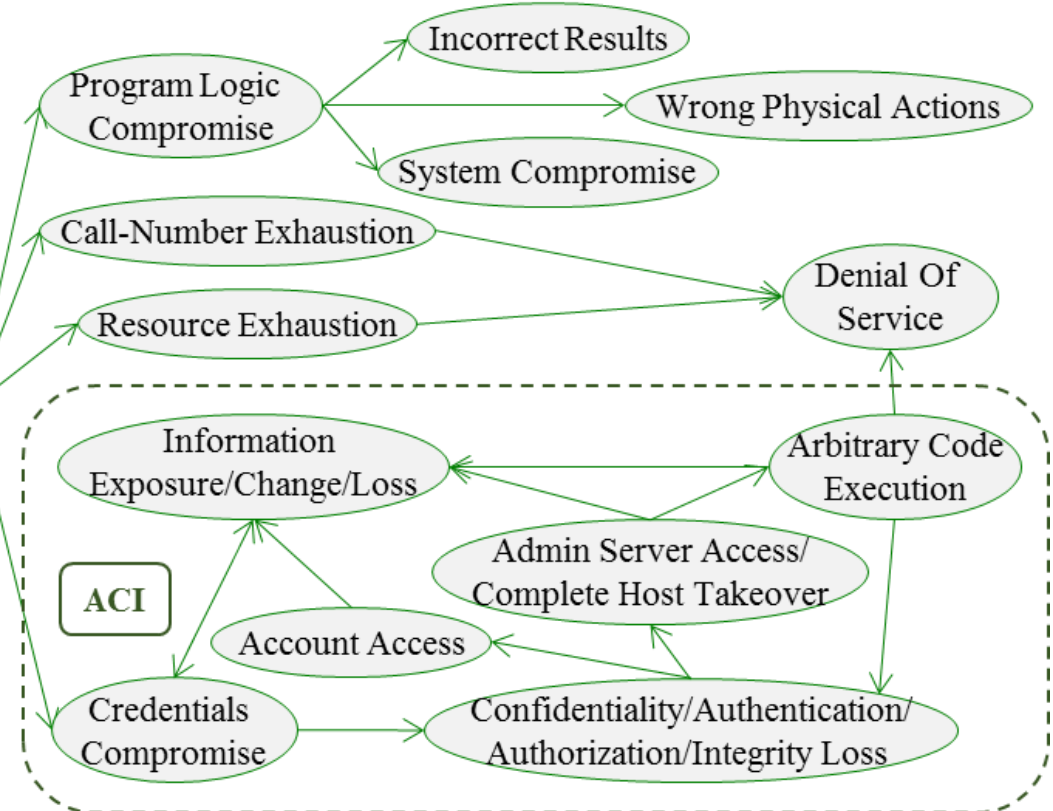 Incorrect Results
Program Logic
Compromise
Wrong Physical Actions
System Compromise
Call-Number Exhaustion
Denial Of
Service
Resource Exhaustion
Information
Exposure/Change/Loss
Arbitrary Code
Execution
Admin Server Access/
Complete Host Takeover
ACI
Account Access
Credentials
Compromise
Confidentiality/Authentication/
Authorization/Integrity Loss